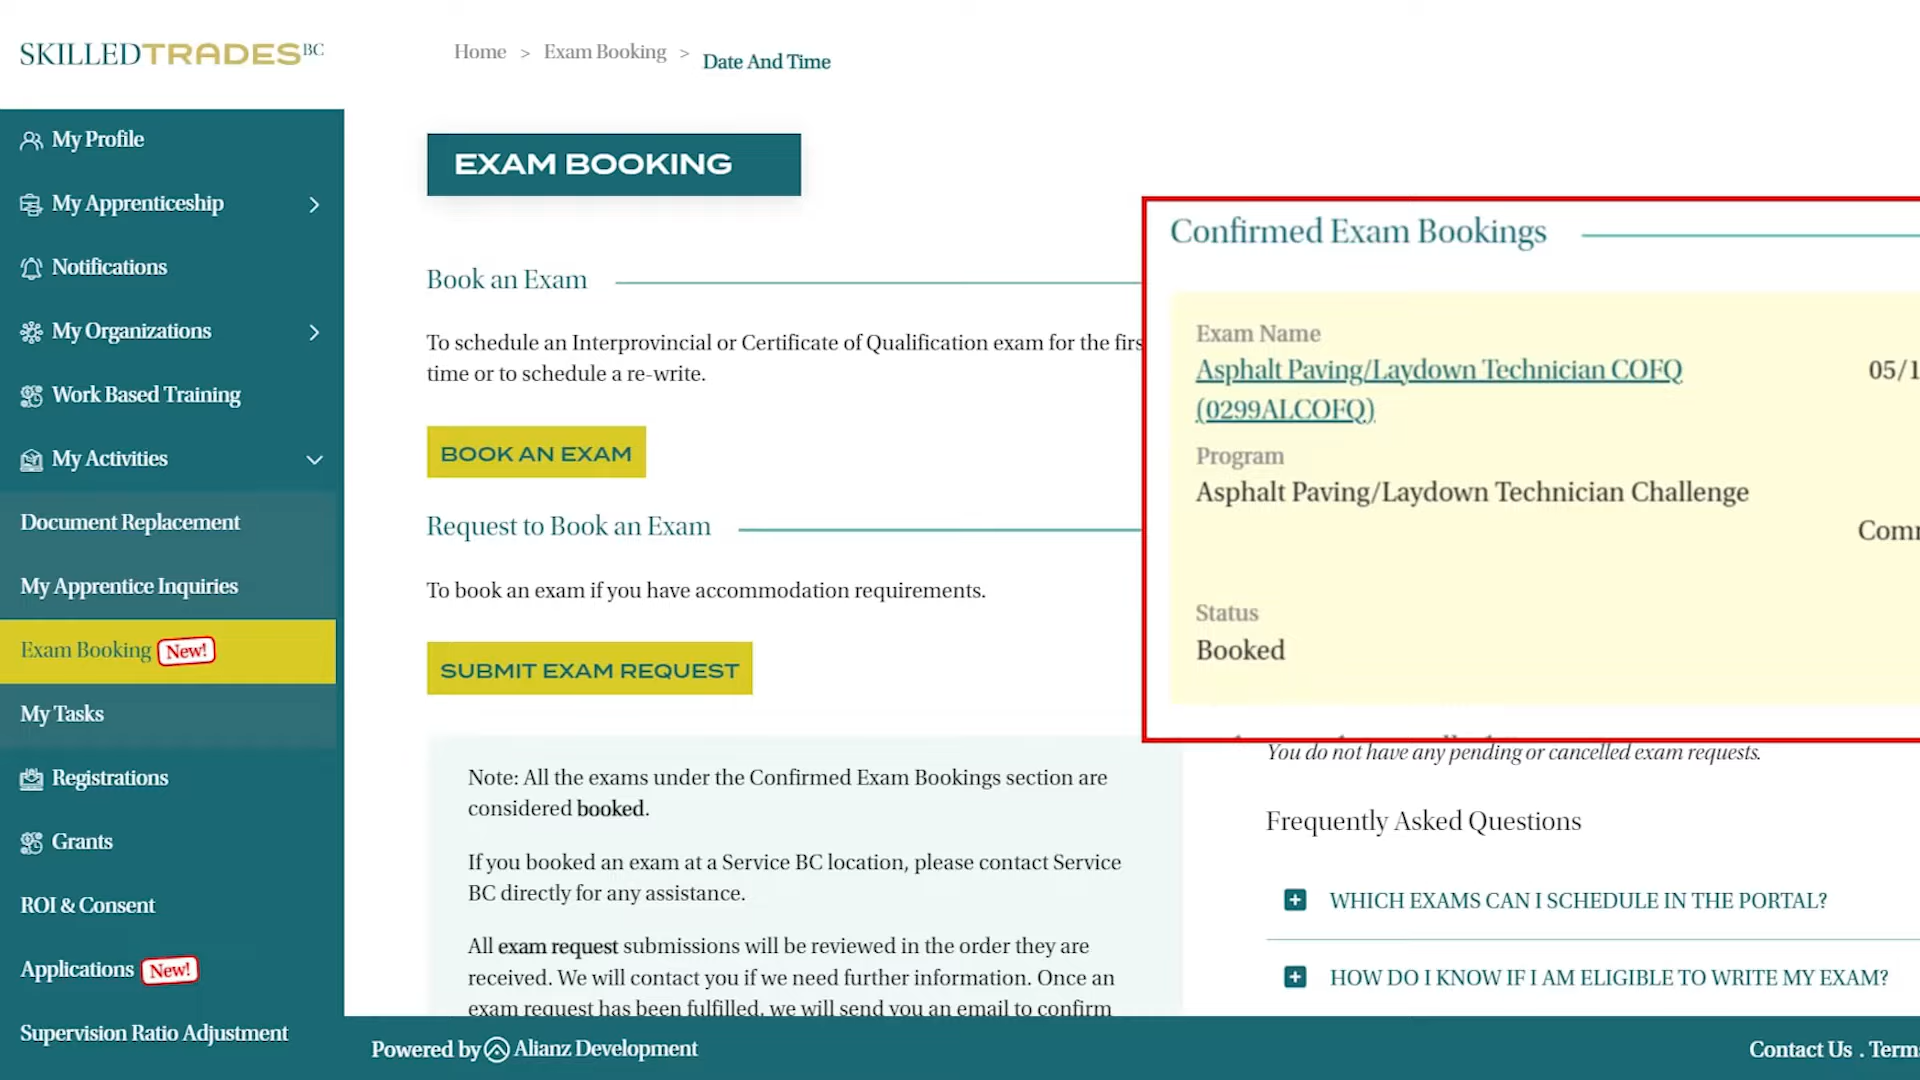 SKILLEDTRADESBC
Home > Exam Booking > Date And Time
My Profile
My Apprenticeship
Notifications
My Organizations
Work Based Training
My Activities
Document Replacement
My Apprentice Inquiries
Exam Booking New!
My Tasks
Registrations
Grants
ROI & Consent
Applications New!
Supervision Ratio Adjustment
EXAM BOOKING
Book an Exam
To schedule an Interprovincial or Certificate of Qualification exam for the firs
time or to schedule a re-write.
BOOK AN EXAM
Request to Book an Exam
To book an exam if you have accommodation requirements.
SUBMIT EXAM REQUEST
Note: All the exams under the Confirmed Exam Bookings section are
considered booked.
If you booked an exam at a Service BC location, please contact Service
BC directly for any assistance.
All exam request submissions will be reviewed in the order they are
received. We will contact you if we need further information. Once an
exam request has been fulfilled, we will send you an email to confirm
Confirmed Exam Bookings
Exam Name
Asphalt Paving/Laydown Technician COFQ
(0299ALCOFQ)
05/1
Program
Asphalt Paving/Laydown Technician Challenge
Status
Booked
You do not have any pending or cancelled exam requests.
Frequently Asked Questions
WHICH EXAMS CAN I SCHEDULE IN THE PORTAL?
HOW DO I KNOW IF I AM ELIGIBLE TO WRITE MY EXAM?
Powered by Alianz Development
Contact Us . Terms